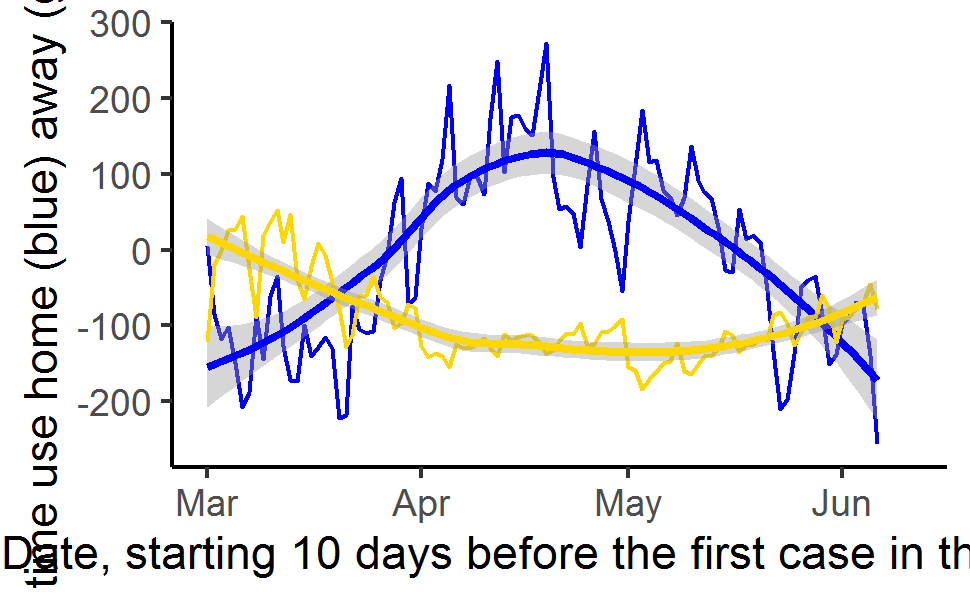 time use home (blue) away (
300
200
100
0
-100
-200
Mar Apr May Jun
Date, starting 10 days before the first case in th